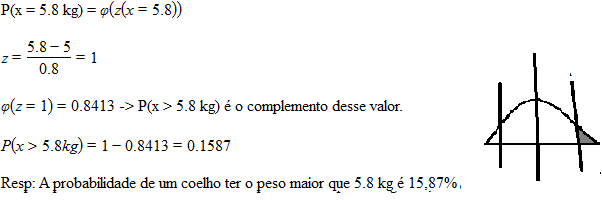 P(x = 5.8 kg) = φ(z(x = 5.8))
z = \frac{5.8 − 5}{0.8} = 1
φ(z = 1) = 0.8413 -> P(x > 5.8 kg) é o complemento desse valor.
P(x > 5.8kg) = 1 − 0.8413 = 0.1587
Resp: A probabilidade de um coelho ter o peso maior que 5.8 kg é 15,87%.